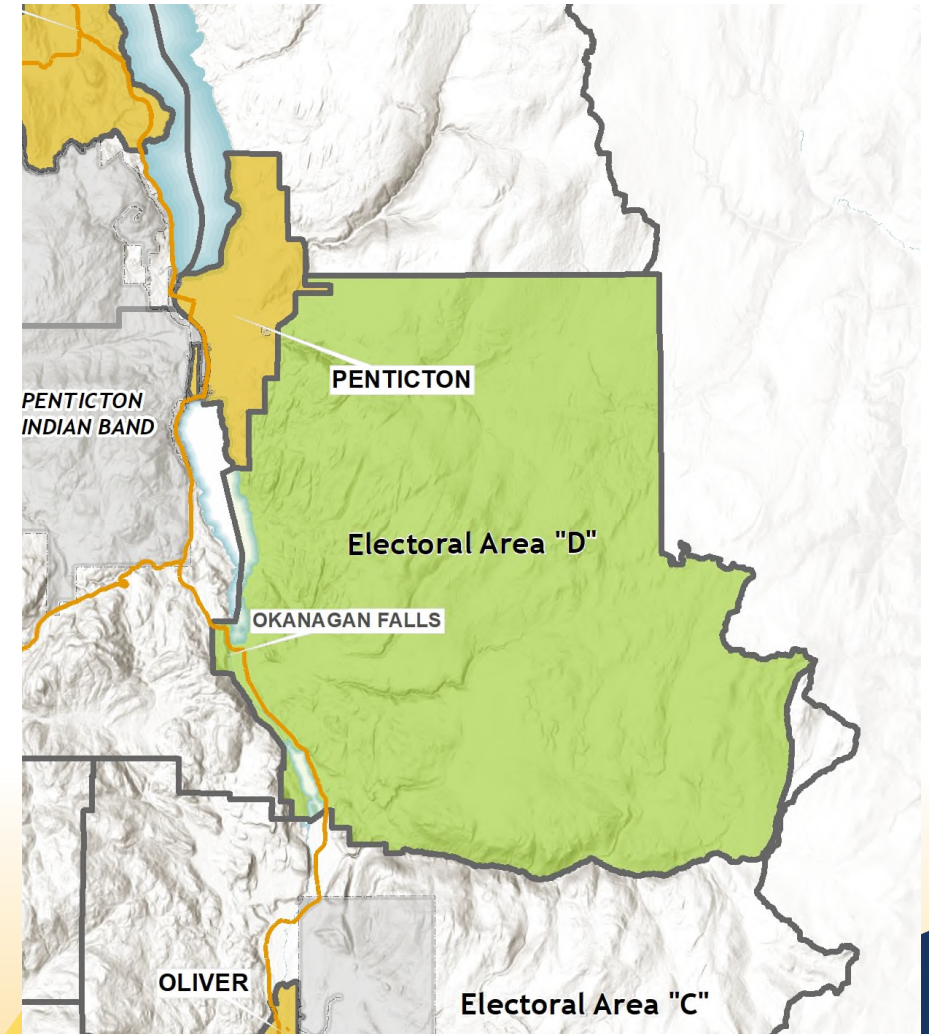 PENTICTON
PENTICTON
INDIAN BAND
Electoral Area "D"
OKANAGAN FALLS
OLIVER
Electoral Area "C"